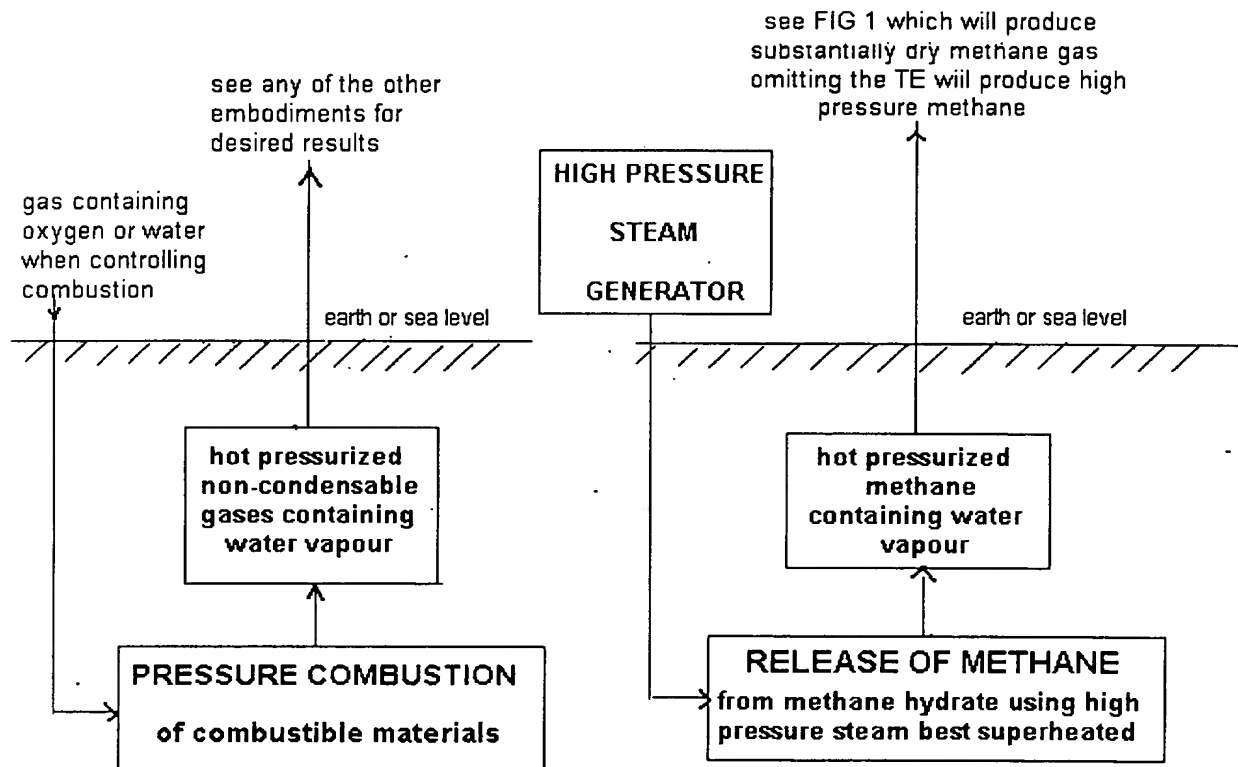 see any of the other
embodiments for
desired results
gas containing
oxygen or water
when controlling
combustion
earth or sea level
hot pressurized
non-condensable
gases containing
water vapour
PRESSURE COMBUSTION
of combustible materials
see FIG 1 which will produce
substantially dry methane gas
omitting the TE will produce high
pressure methane
HIGH PRESSURE
STEAM
GENERATOR
earth or sea level
hot pressurized
methane
containing water
vapour
RELEASE OF METHANE
from methane hydrate using high
pressure steam best superheated